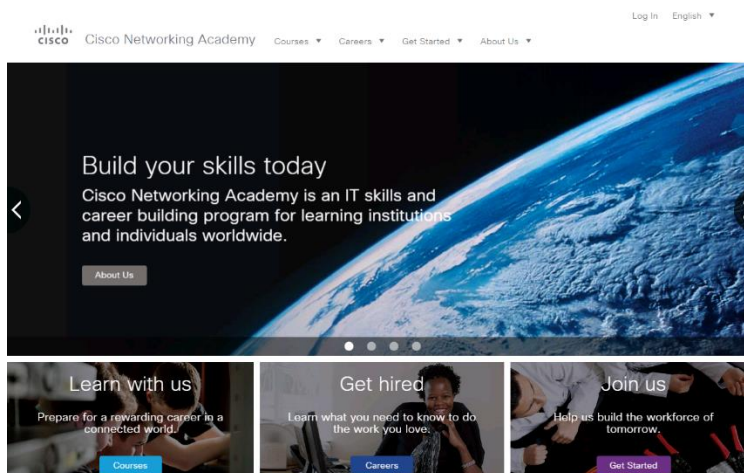 Log In English
CISCO Cisco Networking Academy Courses Careers Get Started About Us
Build your skills today
Cisco Networking Academy is an IT skills and
career building program for learning institutions
and individuals worldwide.
About Us
Learn with us
Prepare for a rewarding career in a
connected world.
Courses
Get hired
Learn what you need to know to do
the work you love.
Careers
Join us
Help us build the workforce of
tomorrow.
Get Started